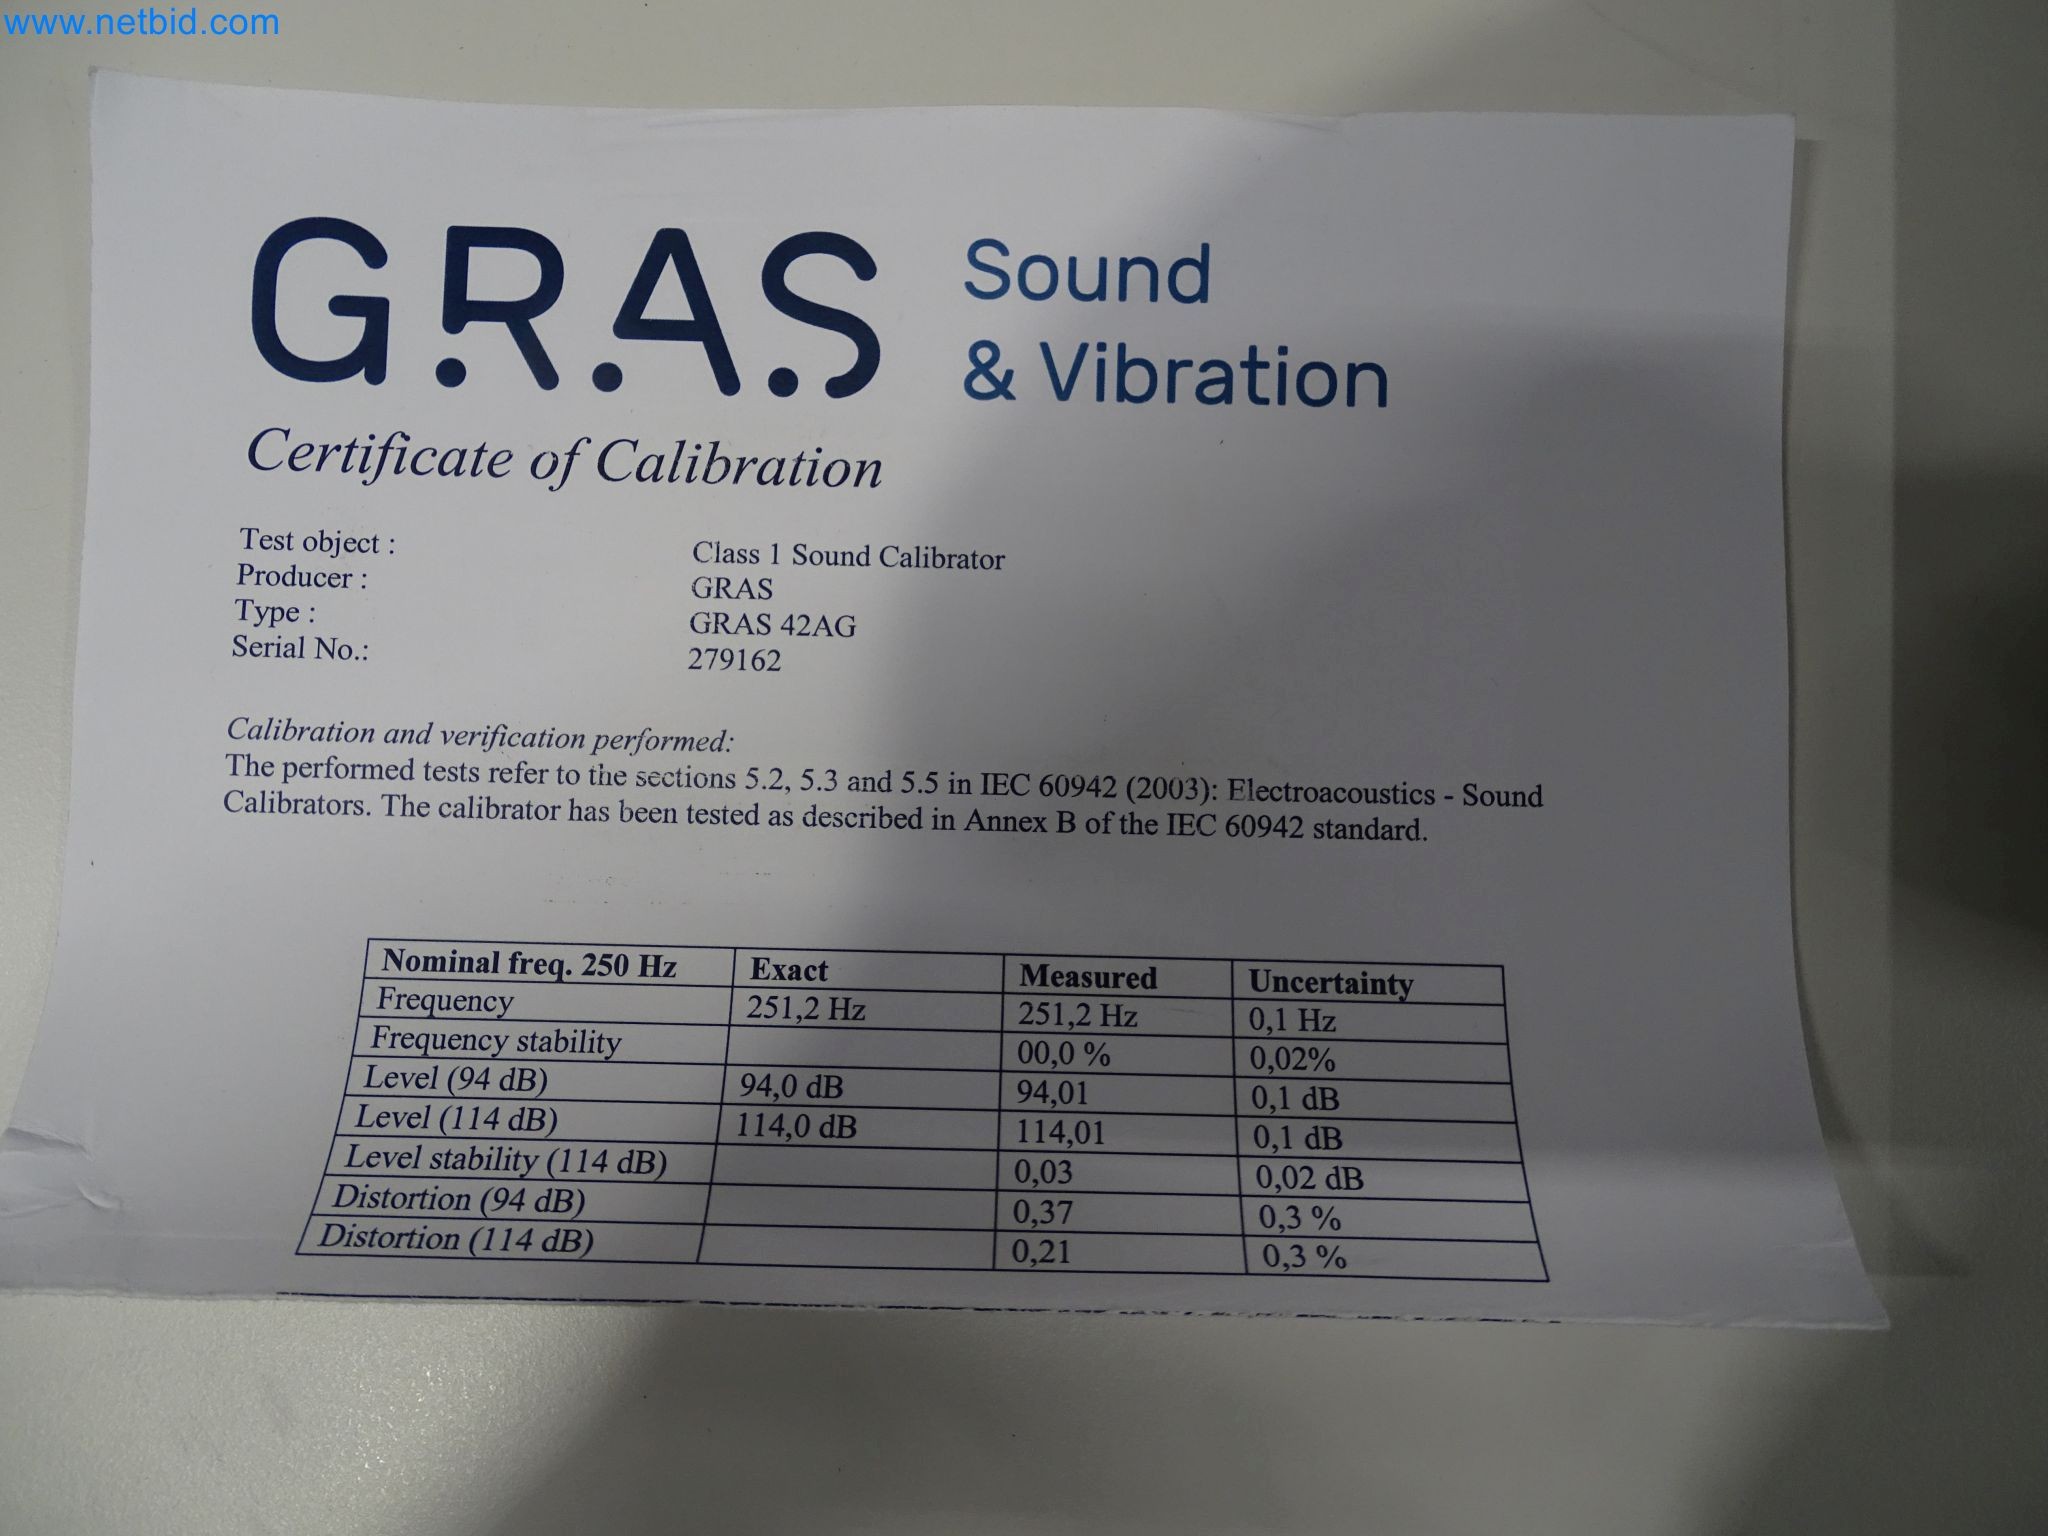 www.netbid.com
GRAS Sound
& Vibration
Certificate of Calibration
Test object : Class 1 Sound Calibrator
Producer : GRAS
Type : GRAS 42AG
Serial No.: 279162
Calibration and verification performed:
The performed tests refer to the sections 5.2, 5.3 and 5.5 in IEC 60942 (2003): Electroacoustics - Sound
Calibrators. The calibrator has been tested as described in Annex B of the IEC 60942 standard.
Nominal freq. 250 Hz Exact Measured Uncertainty
Frequency 251,2 Hz 251,2 Hz 0,1 Hz
Frequency stability 00,0 % 0,02%
Level (94 dB) 94,0 dB 94,01 0,1 dB
Level (114 dB) 114,0 dB 114,01 0,1 dB
Level stability (114 dB) 0,03 0,02 dB
Distortion (94 dB) 0,37 0,3 %
Distortion (114 dB) 0,21 0,3 %